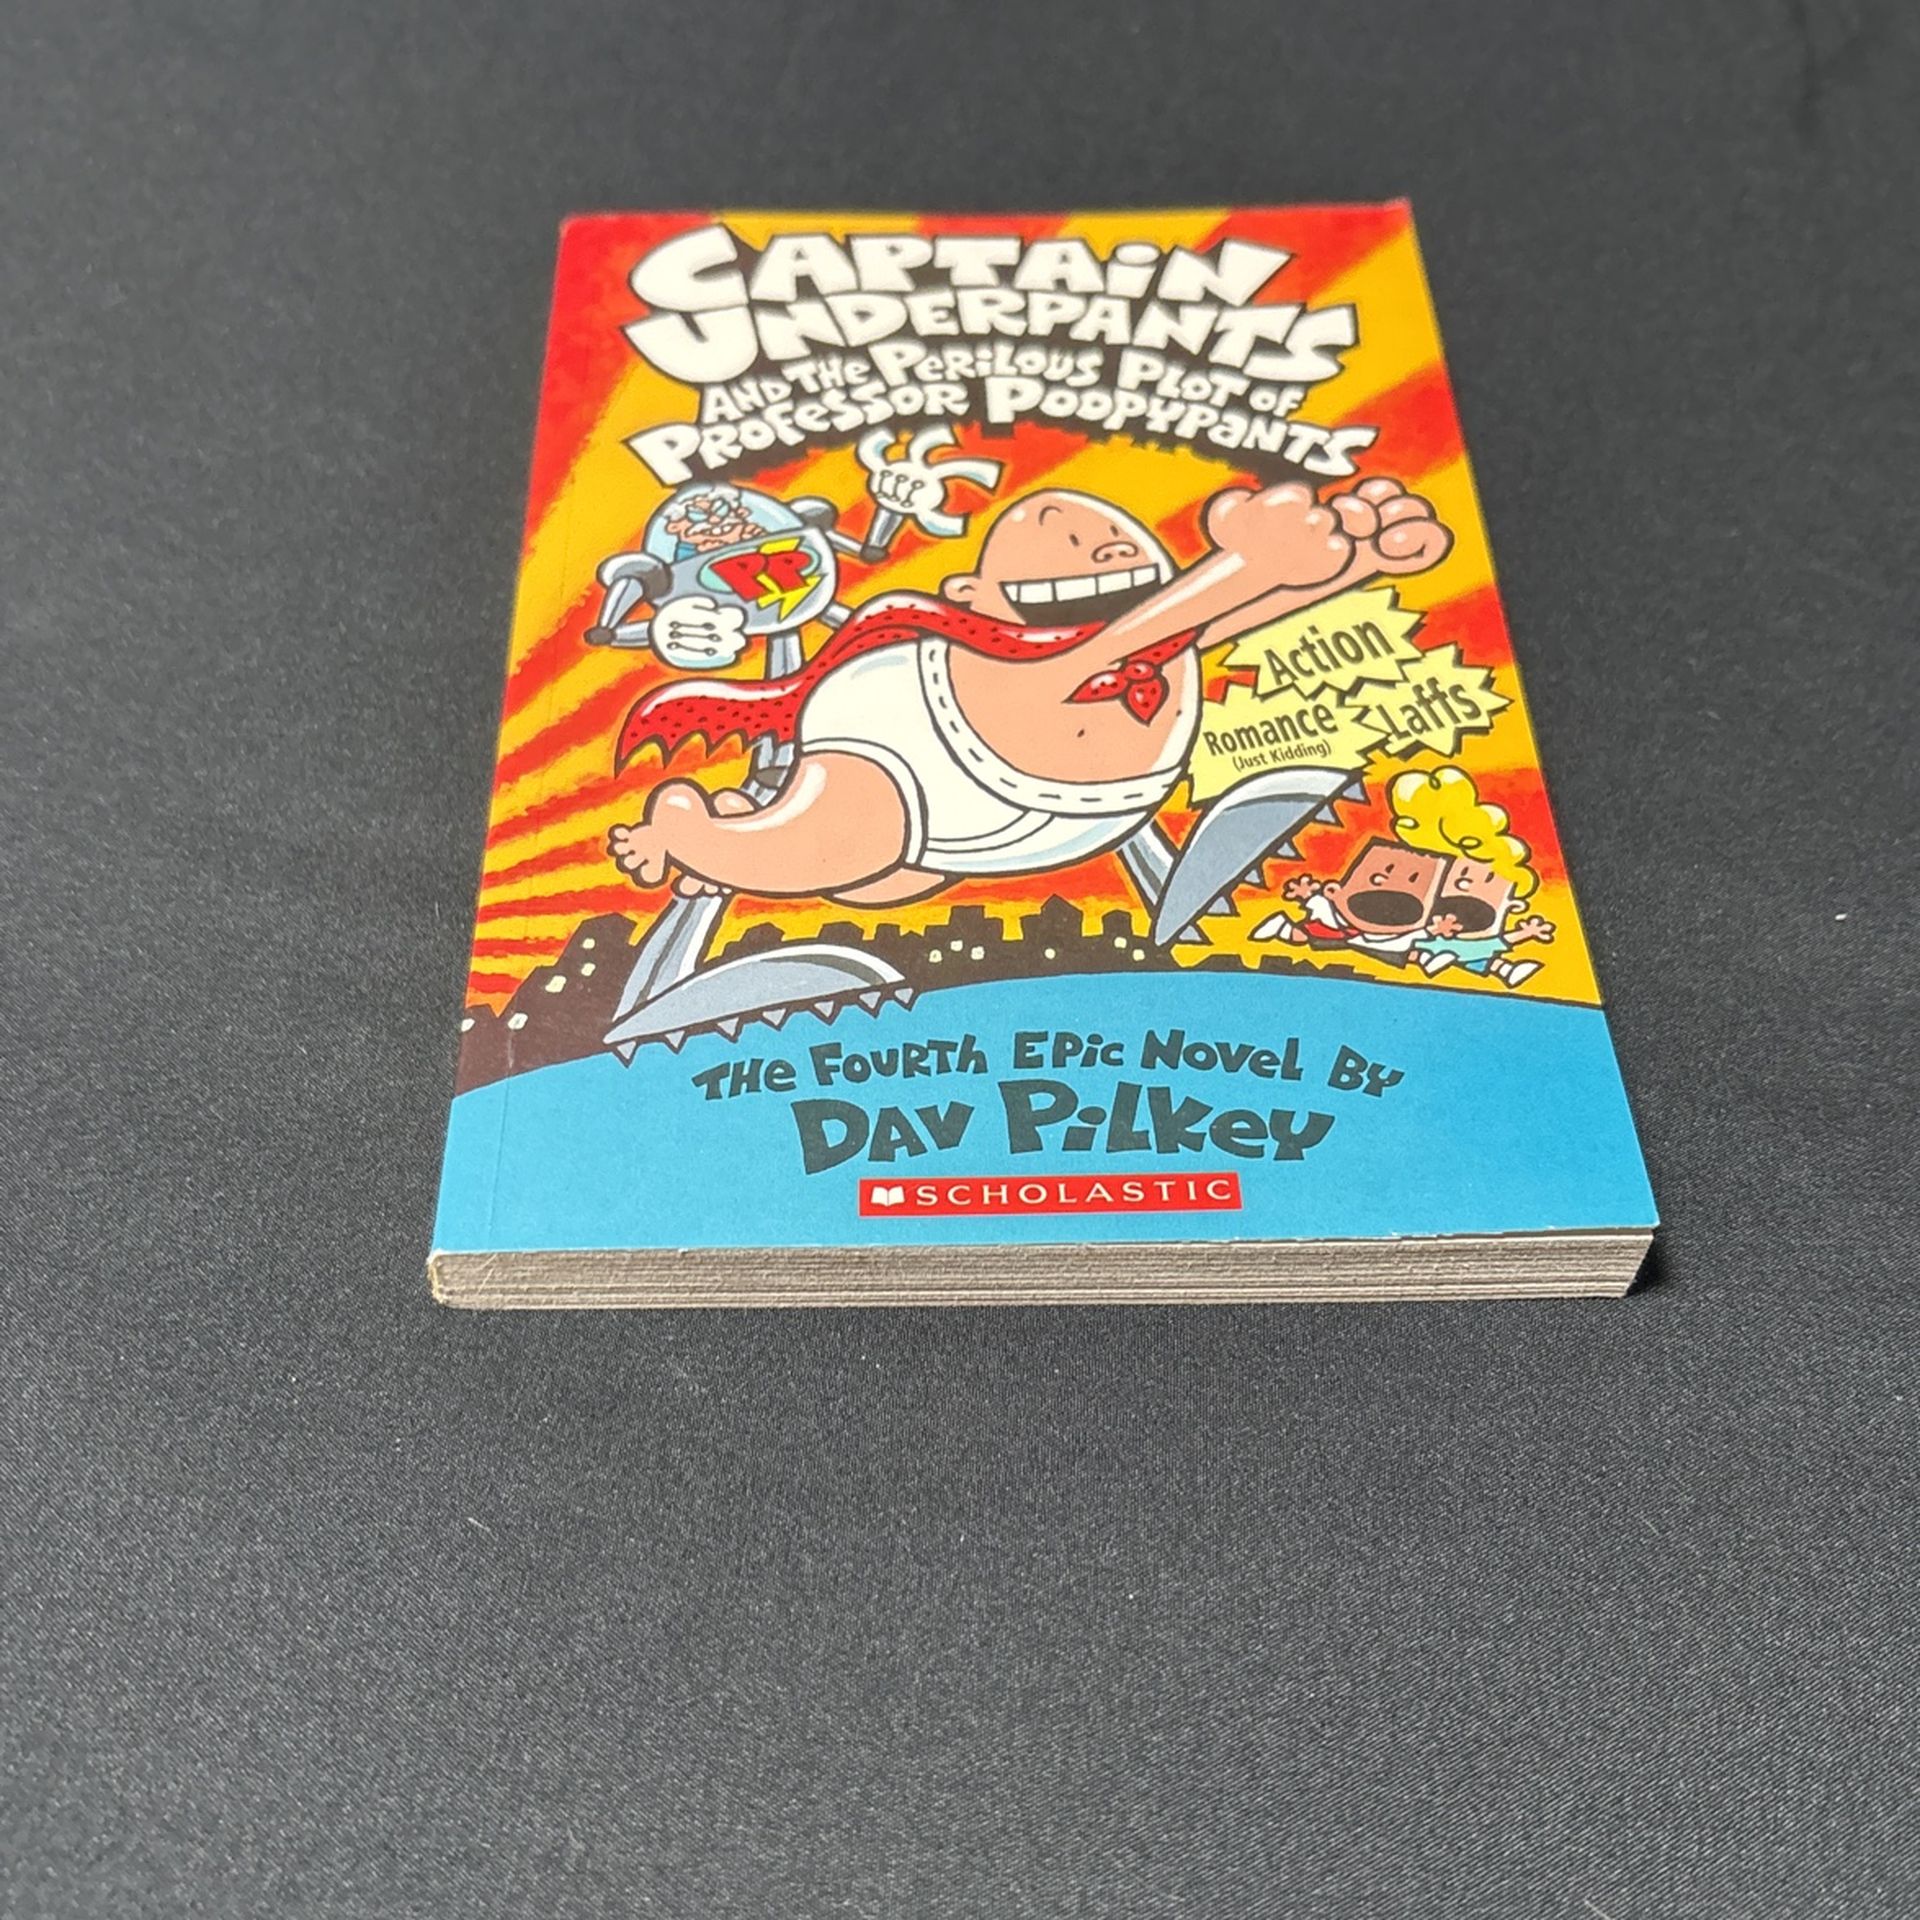 CAPTAiN
UNDERPANTS
AND THe PeRiLOUS PLOT OF
PROFeSSOR POOPYPaNTS
PP
Action
Romance
(Just Kidding)
Laffs
THe FOURTh EPic NOVeL BY
DAV PiLKeY
SCHOLASTIC